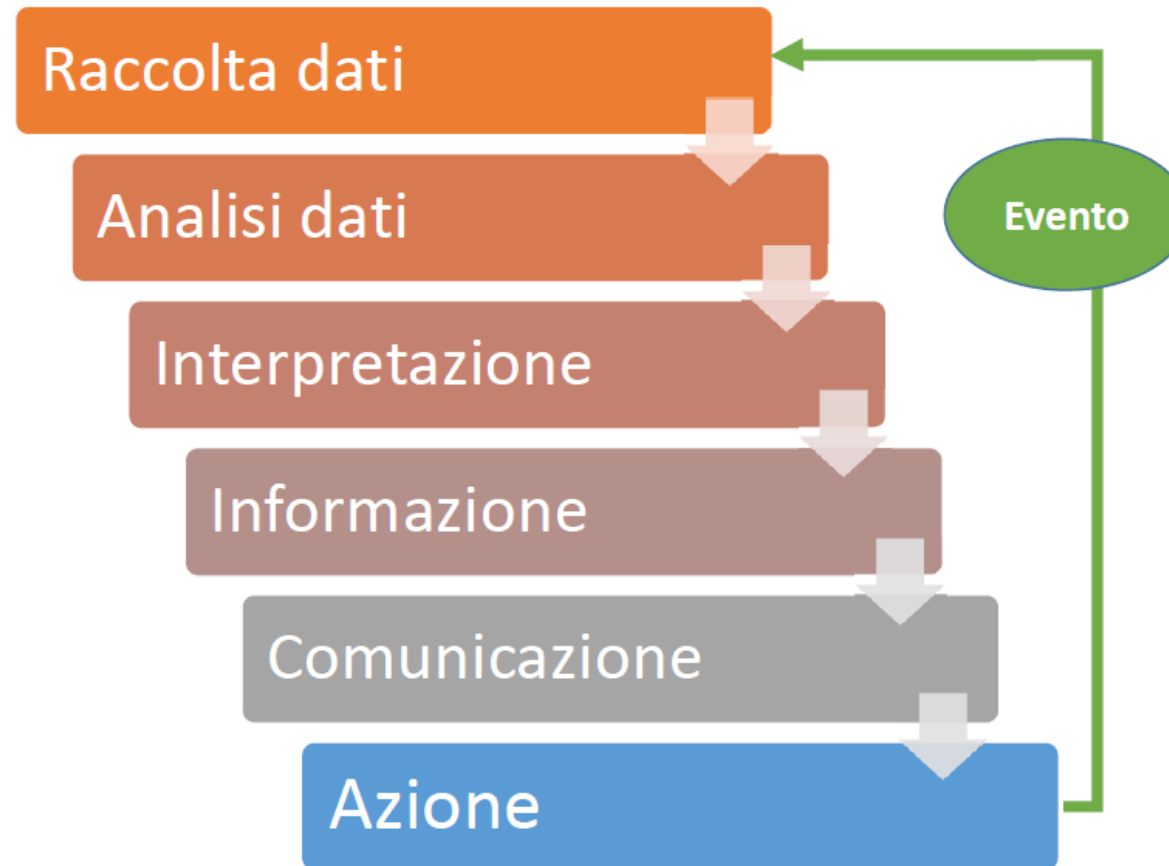 Raccolta dati
Analisi dati
Evento
Interpretazione
Informazione
Comunicazione
Azione